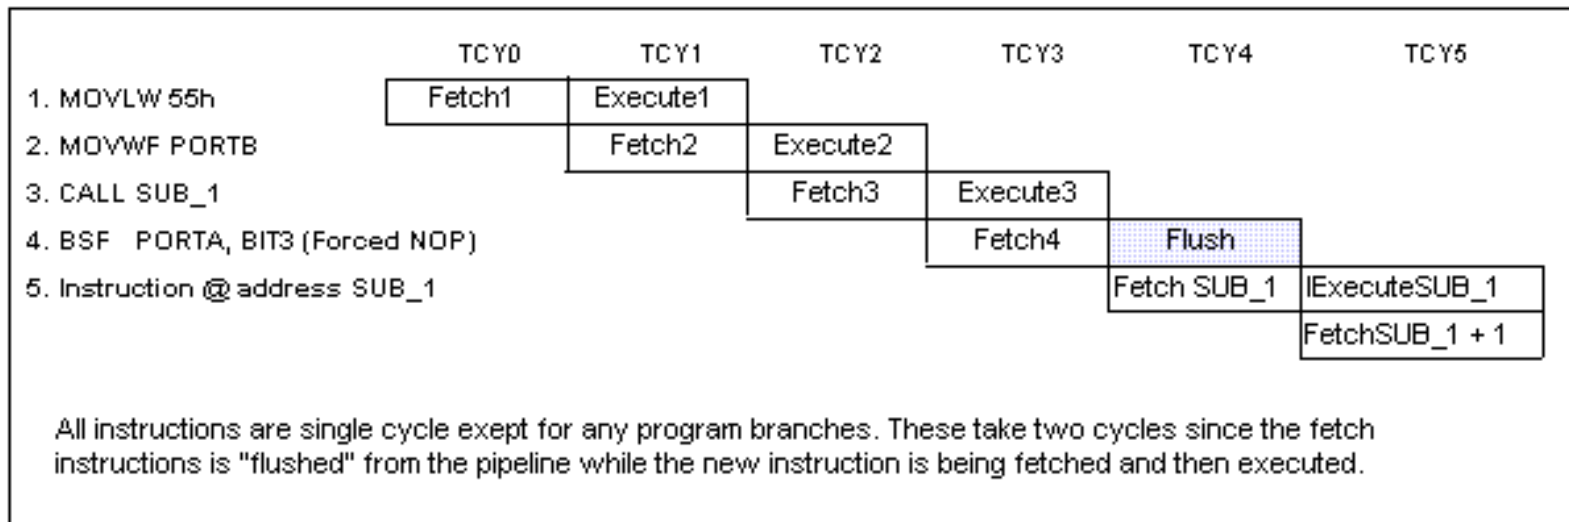 TCY0 TCY1 TCY2 TCY3 TCY4 TCY5
1. MOVLW 55h Fetch1 Execute1
2. MOVWF PORTB Fetch2 Execute2
3. CALL SUB_1 Fetch3 Execute3
4. BSF PORTA, BIT3 (Forced NOP) Fetch4 Flush
5. Instruction @ address SUB_1 Fetch SUB_1 IExecuteSUB_1
FetchSUB_1 + 1
All instructions are single cycle exept for any program branches. These take two cycles since the fetch
instructions is "flushed" from the pipeline while the new instruction is being fetched and then executed.